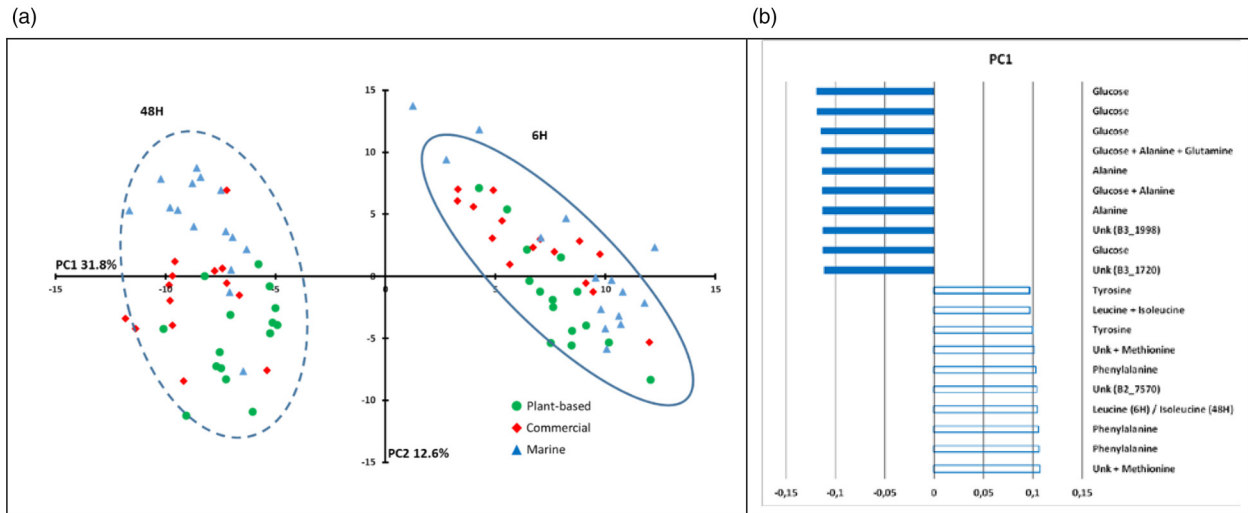 (a)
(b)
48H
6H
15
10
5
-5
-10
-15
-15
-10
-5
5
10
15
PC1 31.8%
PC2 12.6%
Plant-based
Commercial
Marine
PC1
Glucose
Glucose
Glucose
Glucose + Alanine + Glutamine
Alanine
Glucose + Alanine
Alanine
Unk (B3_1998)
Glucose
Unk (B3_1720)
Tyrosine
Leucine + Isoleucine
Tyrosine
Unk + Methionine
Phenylalanine
Unk (B2_7570)
Leucine (6H) / Isoleucine (48H)
Phenylalanine
Phenylalanine
Unk + Methionine
-0,15
-0,1
-0,05
0
0,05
0,1
0,15